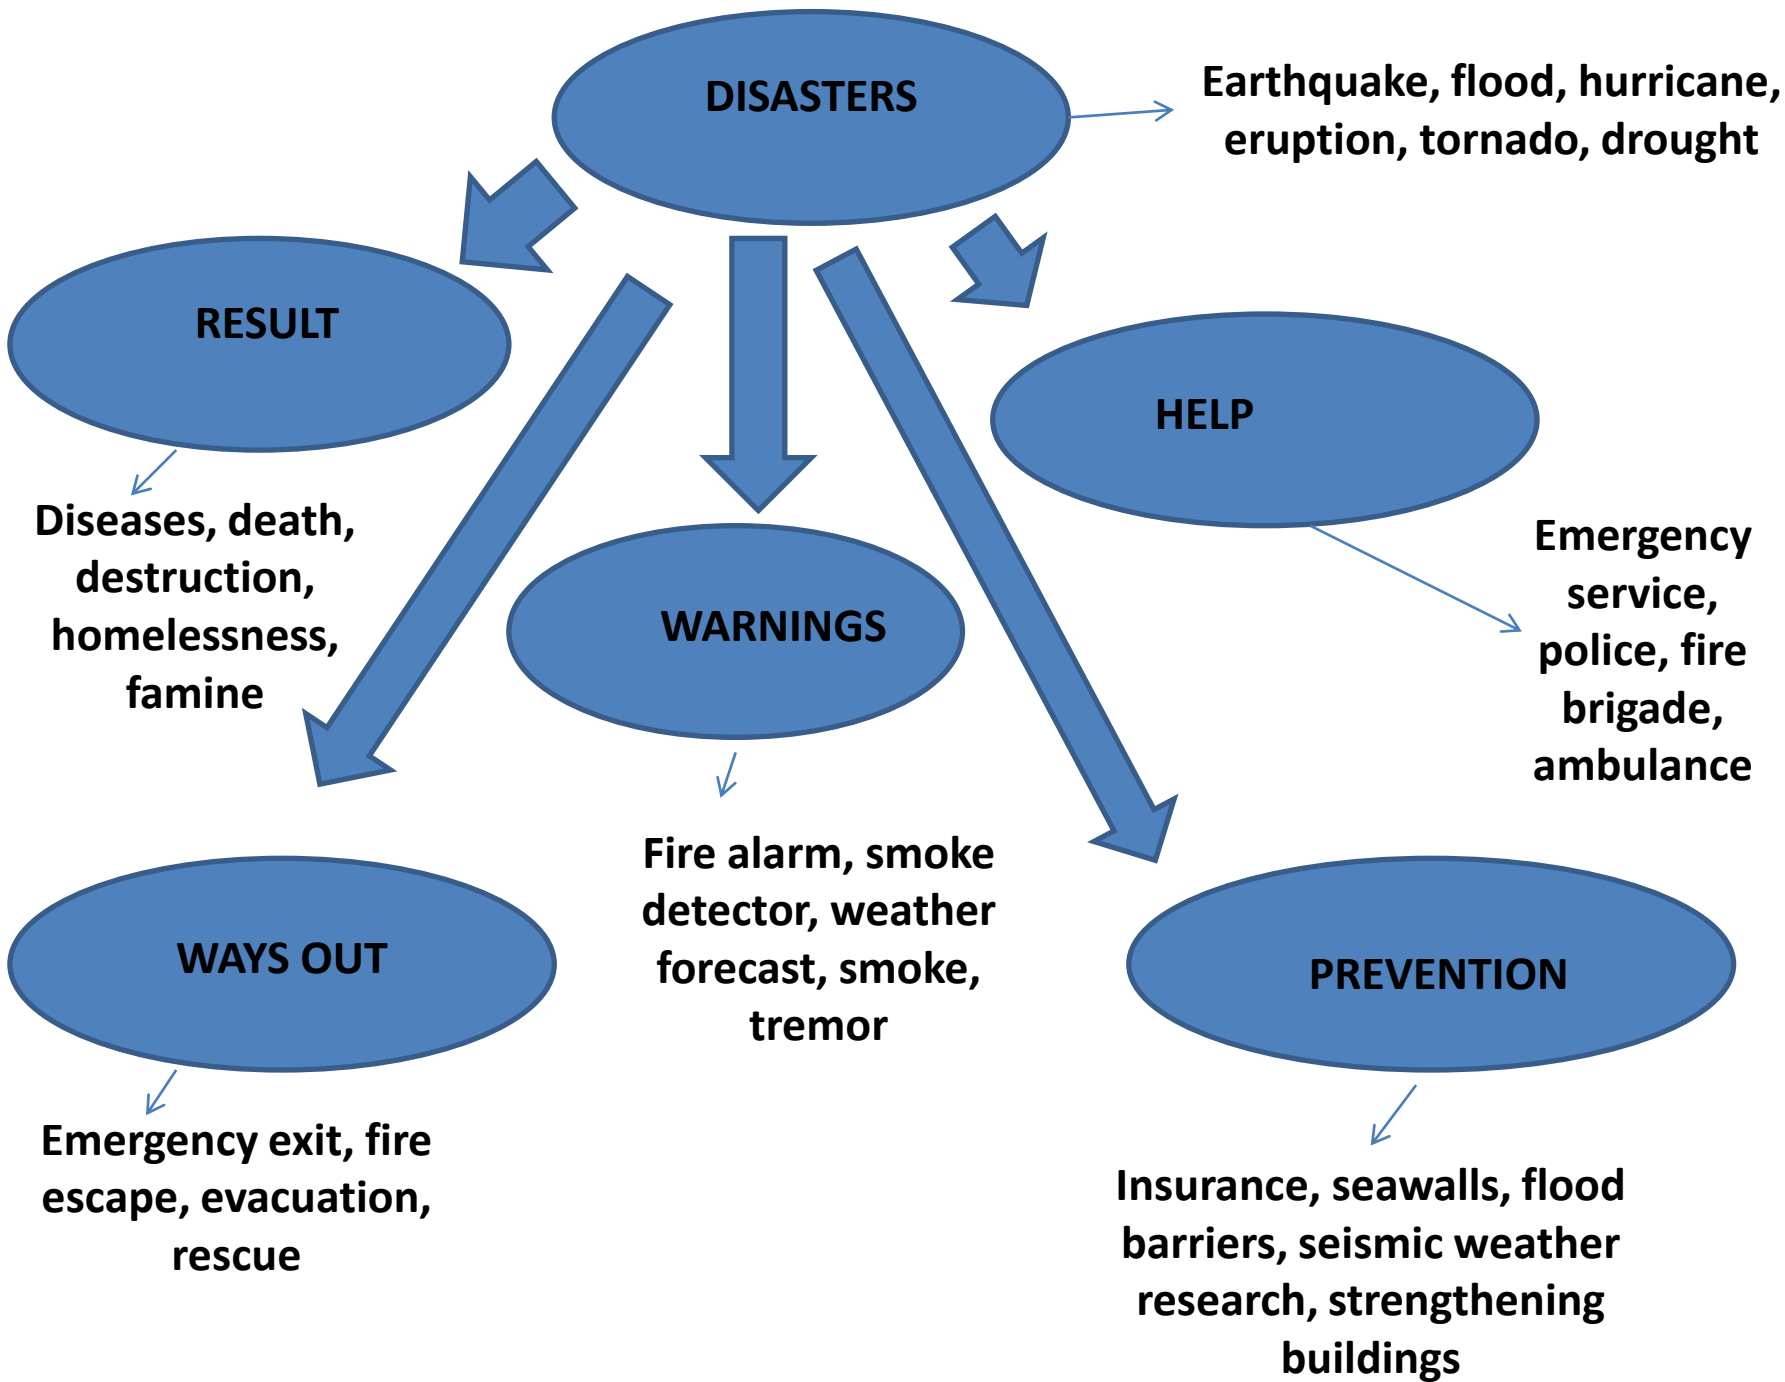 DISASTERS
Earthquake, flood, hurricane,
eruption, tornado, drought
RESULT
Diseases, death,
destruction,
homelessness,
famine
HELP
Emergency
service,
police, fire
brigade,
ambulance
WARNINGS
Fire alarm, smoke
detector, weather
forecast, smoke,
tremor
WAYS OUT
Emergency exit, fire
escape, evacuation,
rescue
PREVENTION
Insurance, seawalls, flood
barriers, seismic weather
research, strengthening
buildings